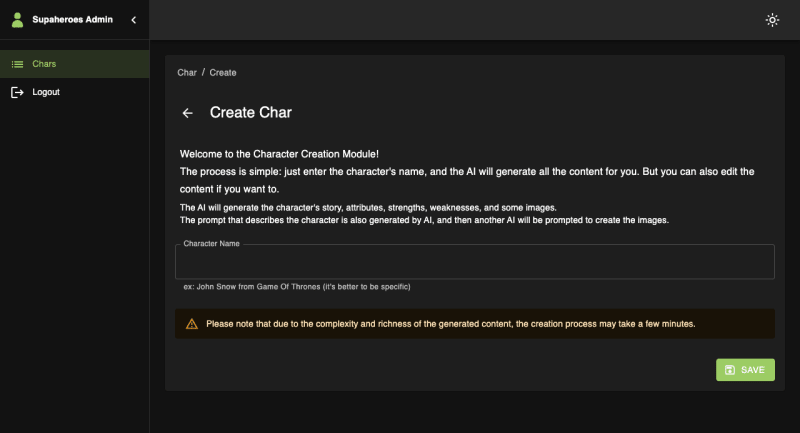 Supaheroes Admin
Chars
Logout
Char / Create
Create Char
Welcome to the Character Creation Module!
The process is simple: just enter the character's name, and the AI will generate all the content for you. But you can also edit the
content if you want to.
The AI will generate the character's story, attributes, strengths, weaknesses, and some images.
The prompt that describes the character is also generated by AI, and then another AI will be prompted to create the images.
Character Name
ex: John Snow from Game Of Thrones (it's better to be specific)
Please note that due to the complexity and richness of the generated content, the creation process may take a few minutes.
SAVE